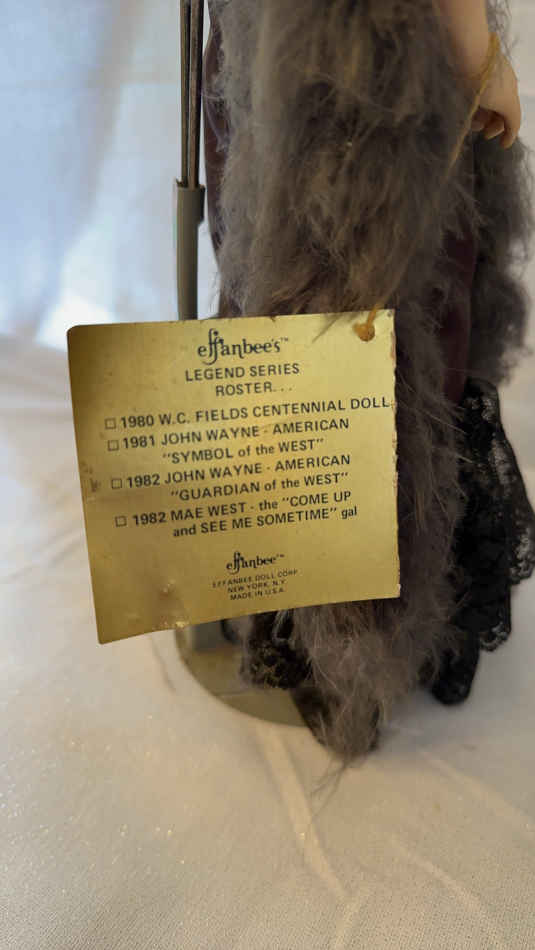 effanbee's™
LEGEND SERIES
ROSTER...
☐ 1980 W.C. FIELDS CENTENNIAL DOLL
☐ 1981 JOHN WAYNE - AMERICAN
"SYMBOL of the WEST"
☐ 1982 JOHN WAYNE - AMERICAN
"GUARDIAN of the WEST"
☐ 1982 MAE WEST - the "COME UP
and SEE ME SOMETIME" gal
effanbee™
EFFANBEE DOLL CORP.
NEW YORK, N.Y.
MADE IN U.S.A.